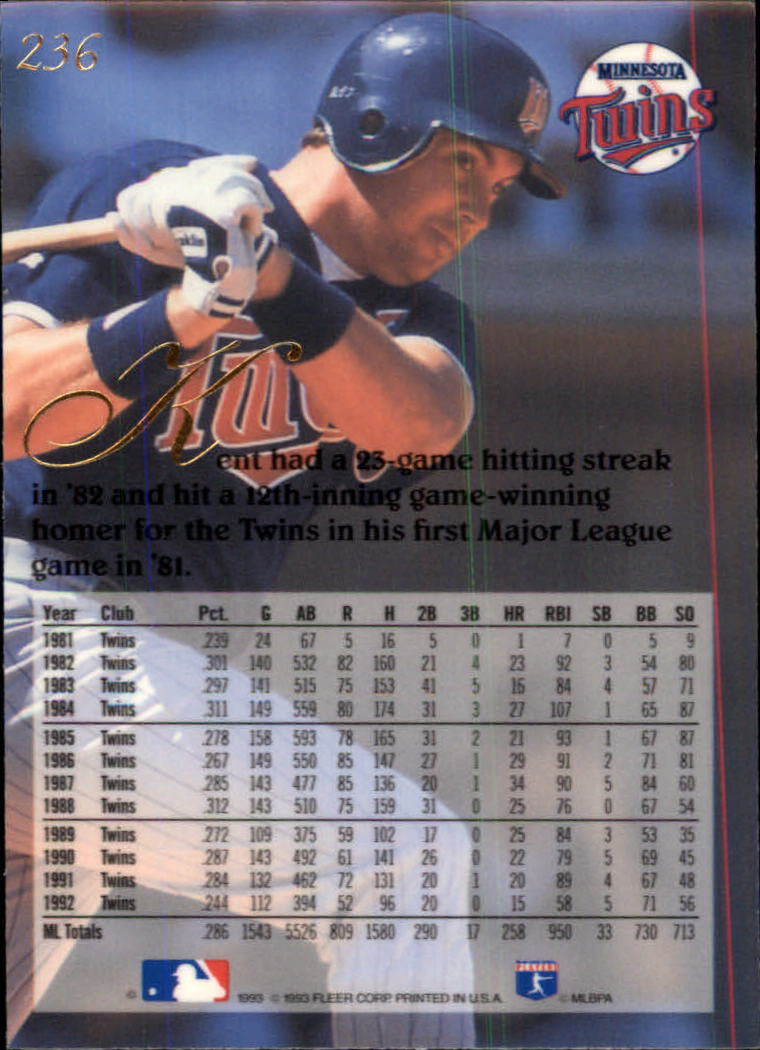 236
MINNESOTA
Twins
Kent had a 23-game hitting streak
in '82 and hit a 12th-inning game-winning
homer for the Twins in his first Major League
game in '81.
Year Club Pct. G AB R H 2B 3B HR RBI SB BB SO
1981 Twins .239 24 67 5 16 5 0 1 7 0 5 9
1982 Twins .301 140 532 82 160 21 4 23 92 3 54 80
1983 Twins .297 141 515 75 153 41 5 16 84 4 57 71
1984 Twins .311 149 559 80 174 31 3 27 107 1 65 87
1985 Twins .278 158 593 78 165 31 2 21 93 1 67 87
1986 Twins .267 149 550 85 147 27 1 29 91 2 71 81
1987 Twins .285 143 477 85 136 20 1 34 90 5 84 60
1988 Twins .312 143 510 75 159 31 0 25 76 0 67 54
1989 Twins .272 109 375 59 102 17 0 25 84 3 53 35
1990 Twins .287 143 492 61 141 26 0 22 79 5 69 45
1991 Twins .284 132 462 72 131 20 1 20 89 4 67 48
1992 Twins .244 112 394 52 96 20 0 15 58 5 71 56
ML Totals .286 1543 5526 809 1580 290 17 258 950 33 730 713
© 1993 © 1993 FLEER CORP. PRINTED IN U.S.A. © MLBPA
PLAYERS